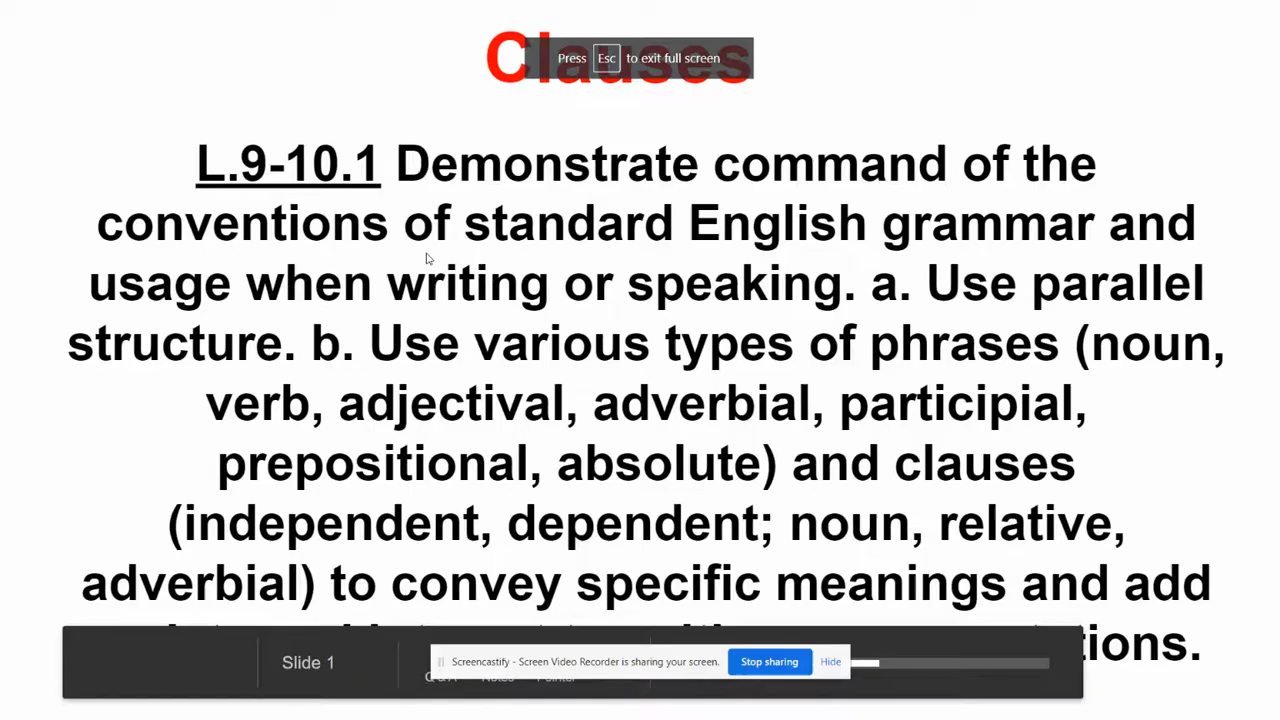 Clauses
Press Esc to exit full screen
L.9-10.1 Demonstrate command of the
conventions of standard English grammar and
usage when writing or speaking. a. Use parallel
structure. b. Use various types of phrases (noun,
verb, adjectival, adverbial, participial,
prepositional, absolute) and clauses
(independent, dependent; noun, relative,
adverbial) to convey specific meanings and add
Slide 1
Screencastify - Screen Video Recorder is sharing your screen.
Stop sharing
Hide